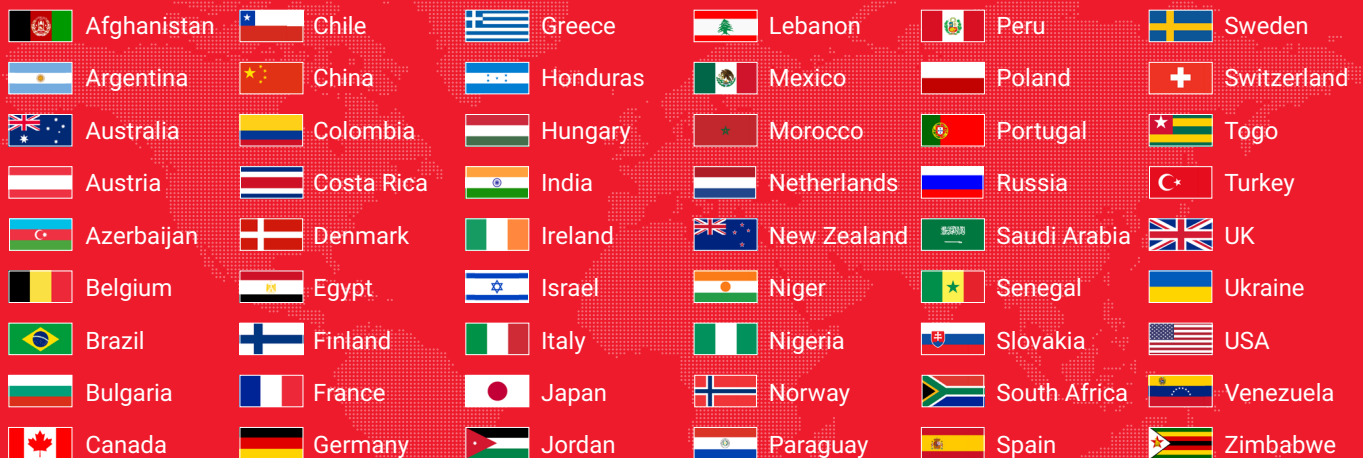 Afghanistan
Argentina
Australia
Austria
Azerbaijan
Belgium
Brazil
Bulgaria
Canada
Chile
China
Colombia
Costa Rica
Denmark
Egypt
Finland
France
Germany
Greece
Honduras
Hungary
India
Ireland
Israel
Italy
Japan
Jordan
Lebanon
Mexico
Morocco
Netherlands
New Zealand
Niger
Nigeria
Norway
Paraguay
Peru
Poland
Portugal
Russia
Saudi Arabia
Senegal
Slovakia
South Africa
Spain
Sweden
Switzerland
Togo
Turkey
UK
Ukraine
USA
Venezuela
Zimbabwe